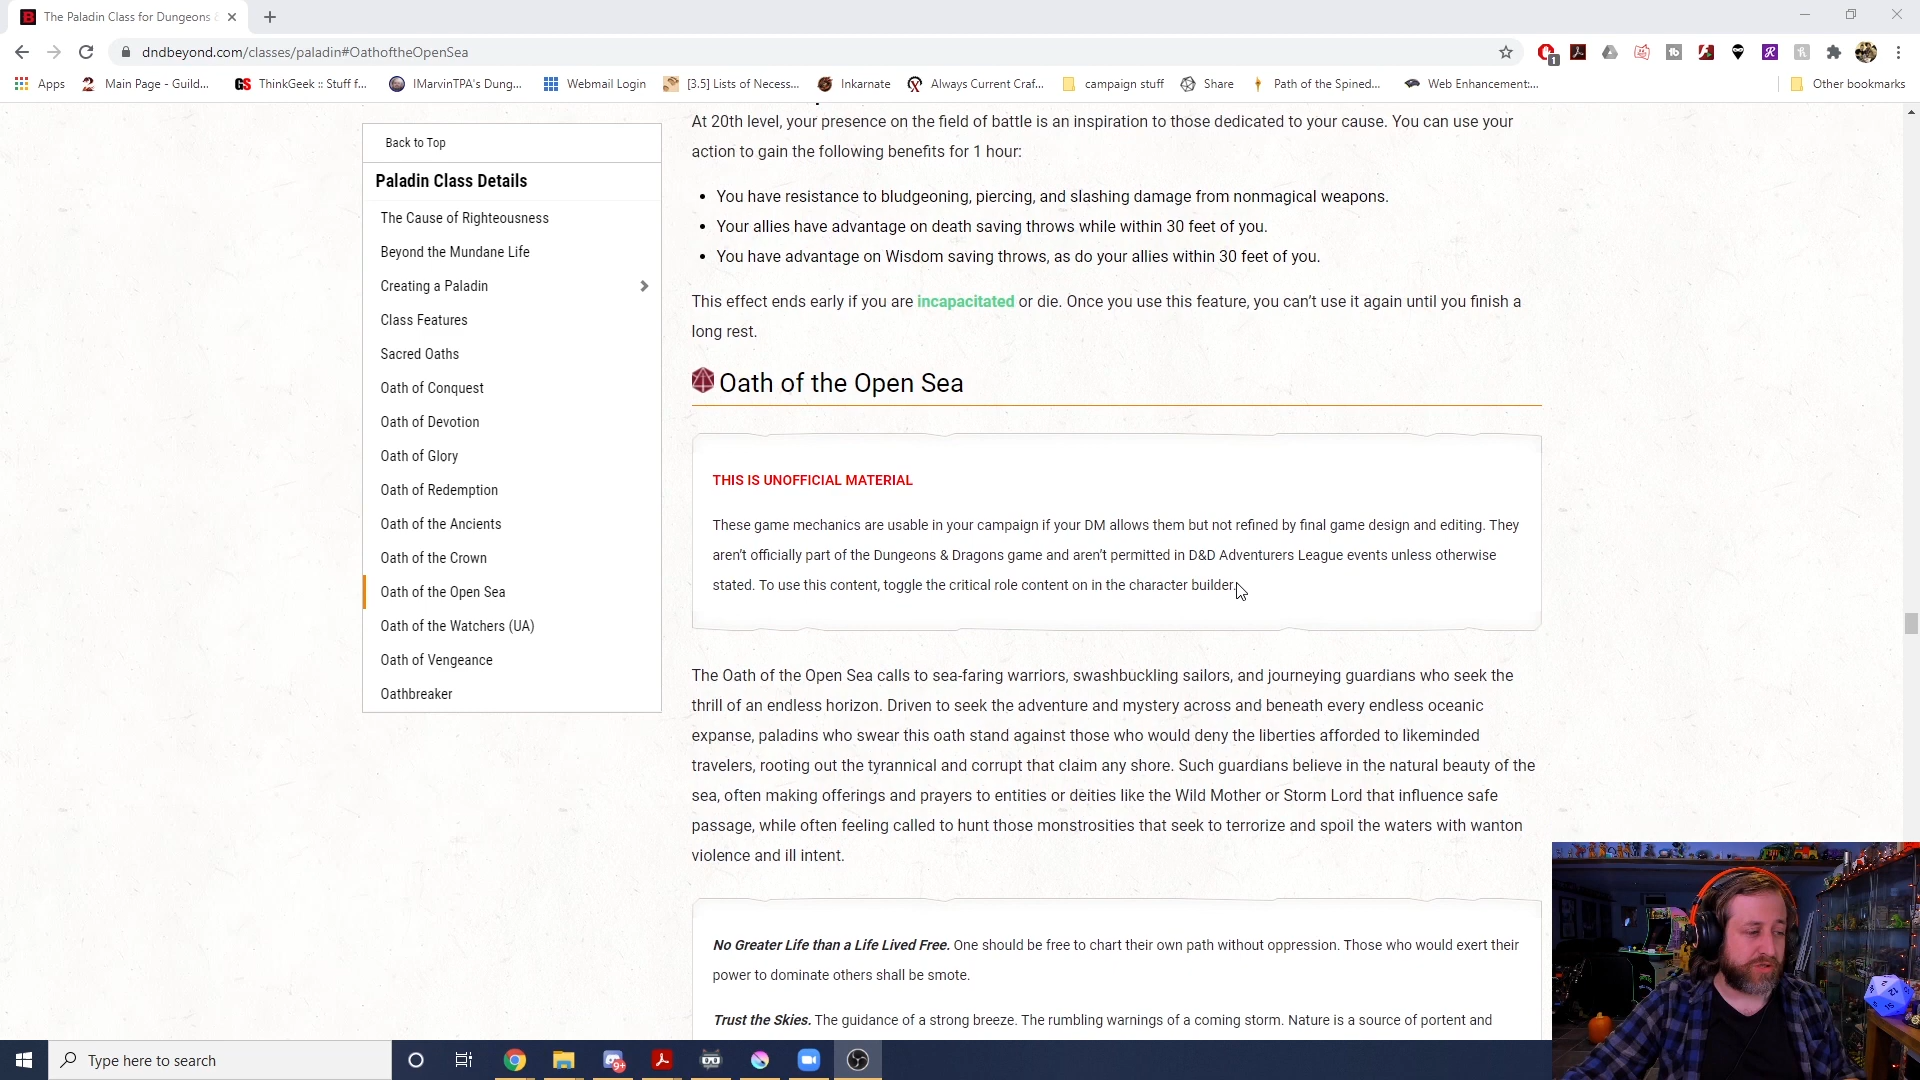 The Paladin Class for Dungeons &
dndbeyond.com/classes/paladin#OathoftheOpenSea
1
Apps
Main Page - Guild...
ThinkGeek :: Stuff f...
IMarvinTPA's Dung...
Webmail Login
[3.5] Lists of Necess...
Inkarnate
Always Current Craf...
campaign stuff
Share
Path of the Spined...
Web Enhancement:...
Other bookmarks
Back to Top
Paladin Class Details
The Cause of Righteousness
Beyond the Mundane Life
Creating a Paladin
Class Features
Sacred Oaths
Oath of Conquest
Oath of Devotion
Oath of Glory
Oath of Redemption
Oath of the Ancients
Oath of the Crown
Oath of the Open Sea
Oath of the Watchers (UA)
Oath of Vengeance
Oathbreaker
At 20th level, your presence on the field of battle is an inspiration to those dedicated to your cause. You can use your
action to gain the following benefits for 1 hour:
• You have resistance to bludgeoning, piercing, and slashing damage from nonmagical weapons.
• Your allies have advantage on death saving throws while within 30 feet of you.
• You have advantage on Wisdom saving throws, as do your allies within 30 feet of you.
This effect ends early if you are incapacitated or die. Once you use this feature, you can't use it again until you finish a
long rest.
Oath of the Open Sea
THIS IS UNOFFICIAL MATERIAL
These game mechanics are usable in your campaign if your DM allows them but not refined by final game design and editing. They
aren't officially part of the Dungeons & Dragons game and aren't permitted in D&D Adventurers League events unless otherwise
stated. To use this content, toggle the critical role content on in the character builder.
The Oath of the Open Sea calls to sea-faring warriors, swashbuckling sailors, and journeying guardians who seek the
thrill of an endless horizon. Driven to seek the adventure and mystery across and beneath every endless oceanic
expanse, paladins who swear this oath stand against those who would deny the liberties afforded to likeminded
travelers, rooting out the tyrannical and corrupt that claim any shore. Such guardians believe in the natural beauty of the
sea, often making offerings and prayers to entities or deities like the Wild Mother or Storm Lord that influence safe
passage, while often feeling called to hunt those monstrosities that seek to terrorize and spoil the waters with wanton
violence and ill intent.
No Greater Life than a Life Lived Free. One should be free to chart their own path without oppression. Those who would exert their
power to dominate others shall be smote.
Trust the Skies. The guidance of a strong breeze. The rumbling warnings of a coming storm. Nature is a source of portent and
Type here to search
9+
12